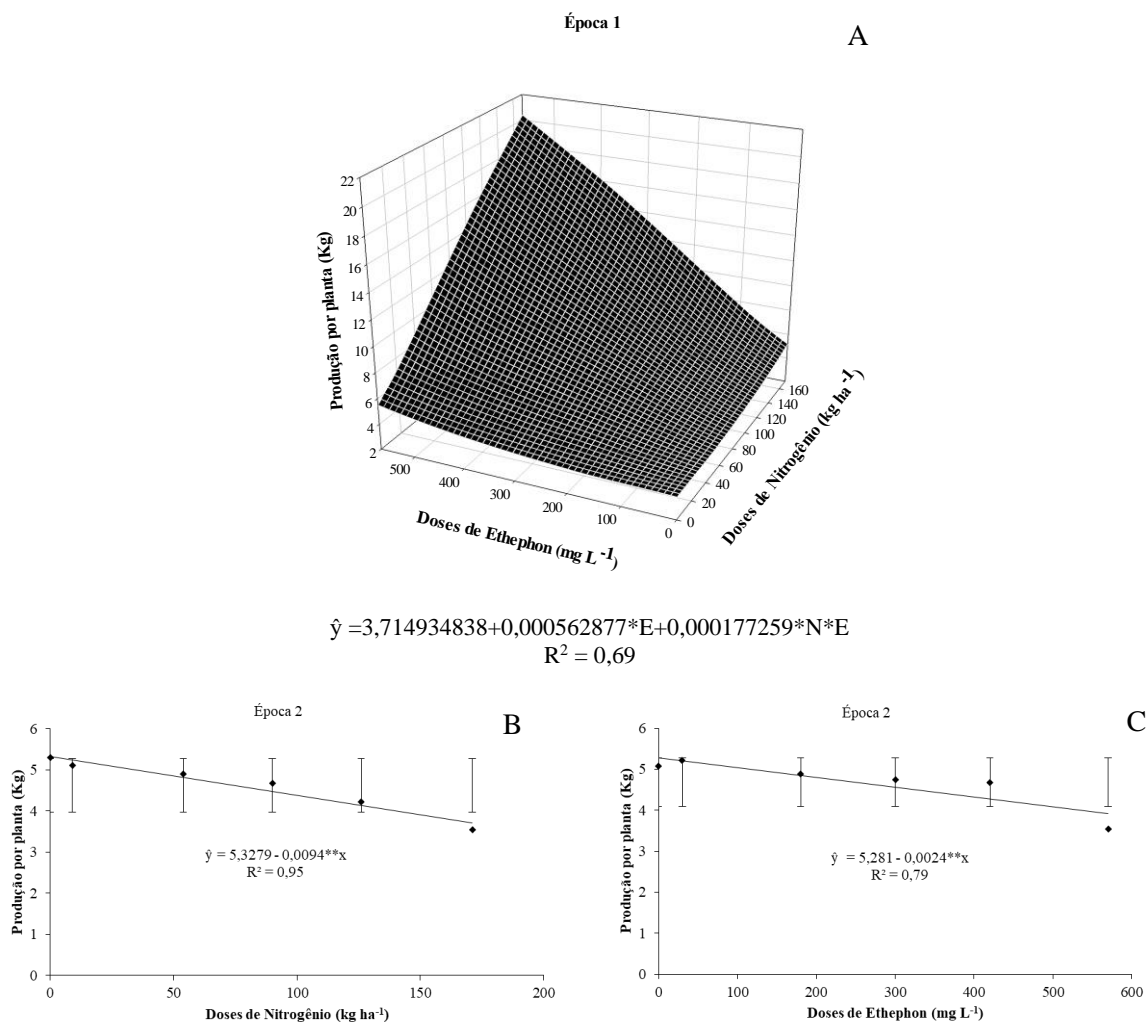 Época 1
A
Produção por planta (Kg)
22
20
18
16
14
12
10
8
6
4
2
500
400
300
200
100
0
Doses de Ethephon (mg L -1)
0
20
40
60
80
100
120
140
160
Doses de Nitrogênio (kg ha -1)
ŷ =3,714934838+0,000562877*E+0,000177259*N*E
R² = 0,69
Época 2
B
Produção por planta (Kg)
6
5
4
3
2
1
0
ŷ = 5,3279 - 0,0094**x
R² = 0,95
0 50 100 150 200
Doses de Nitrogênio (kg ha-1)
Época 2
C
Produção por planta (Kg)
6
5
4
3
2
1
0
ŷ = 5,281 - 0,0024**x
R² = 0,79
0 100 200 300 400 500 600
Doses de Ethephon (mg L-1)